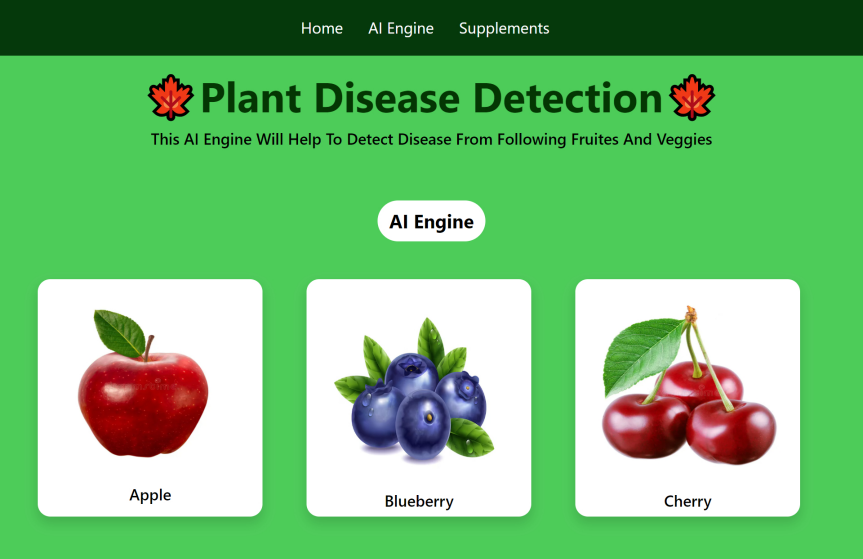 Home AI Engine Supplements
Plant Disease Detection
This AI Engine Will Help To Detect Disease From Following Fruites And Veggies
AI Engine
Apple
Blueberry
Cherry